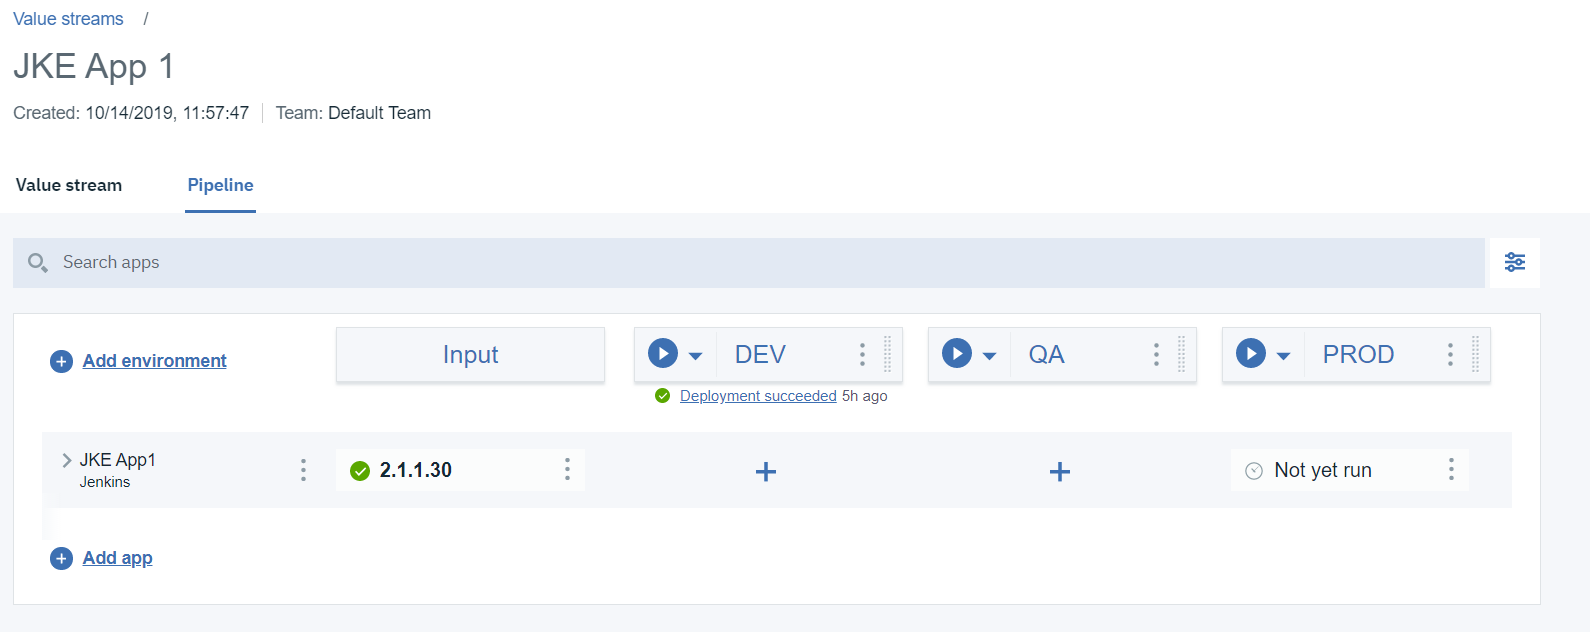 Value streams /
JKE App 1
Created: 10/14/2019, 11:57:47 Team: Default Team
Value stream Pipeline
Search apps
Add environment Input DEV QA PROD
Deployment succeeded 5h ago
JKE App1 2.1.1.30 + + Not yet run
Jenkins
Add app